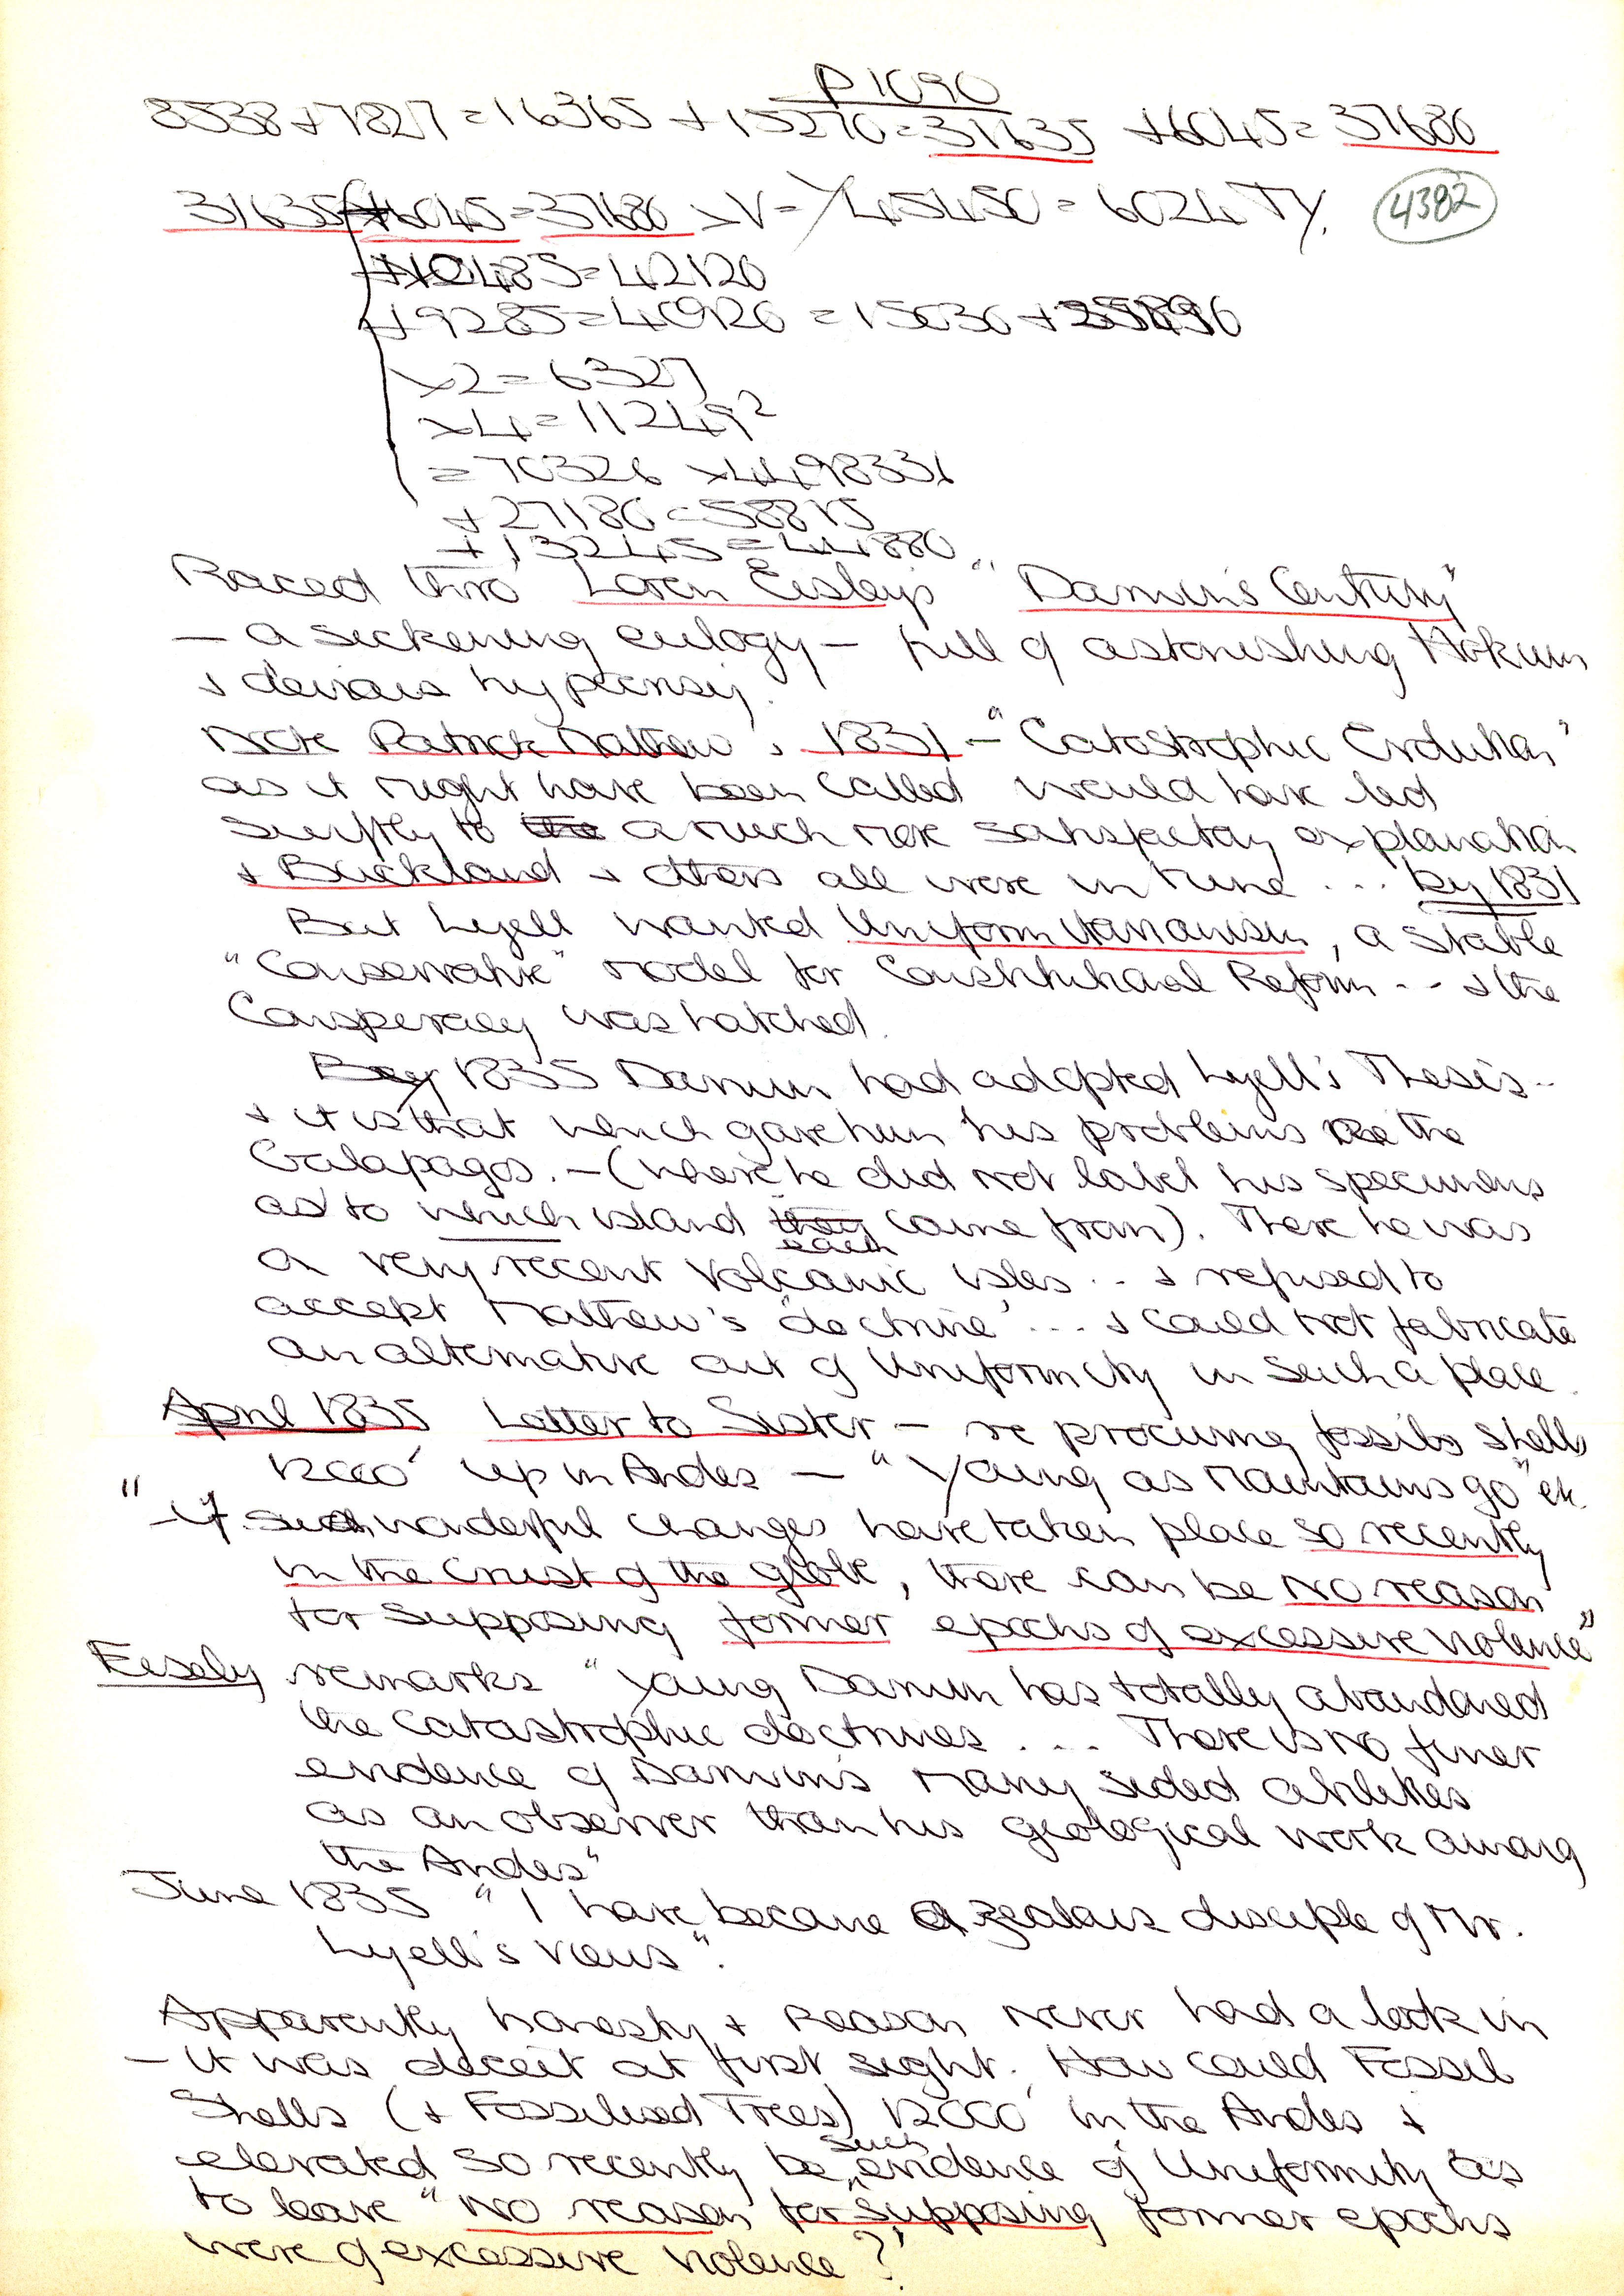 P 1090
8538 + 7827 = 16365 + 15270 = 31635 + 6045 = 37680
31635 + 6045 = 37680 × V = Y45450 = 6024 TY.
4382
+ 10485 = 42120
+ 9285 = 40920 = 15030 +
×2 = 6327
×4 = 11249²
= 70326 ×
+ 27180 = 58815
+ 13245 = 44880
Raced thro' Loren Eisley's "Darwin's Century"
— a sickening eulogy — full of astonishing Hokum
& devious hypocrisy.
Note Patrick Matthew's 1831 — "Catastrophic Evolution"
as it might have been called would have led
swiftly to the a much more satisfactory explanation
& Buckland & others all were in tune ... by 1831
But Lyell wanted Uniformitarianism, a stable
"Conservative" model for Constitutional Reform -- & the
Conspiracy was hatched.
By 1835 Darwin had adopted Lyell's Thesis --
& it is that which gave him his problems re the
Galapagos. — (where he did not label his specimens
as to which island they came from). There he was
each
on very recent Volcanic isles .. & refused to
accept Matthew's "doctrine" ... & could not fabricate
an alternative out of Uniformity in such a place.
April 1835 Letter to Sister — re procuring fossils shells
12000' up in Andes — "Young as Mountains go" etc.
"— if such wonderful changes have taken place so recently
in the crust of the globe, there can be no reason
for supposing former epochs of excessive violence"
Eisely remarks "Young Darwin has totally abandoned
the catastrophic doctrines .... There is no finer
evidence of Darwin's many sided abilities
as an observer than his geological work among
the Andes"
June 1835 "I have become a zealous disciple of Mr.
Lyell's views".
Apparently honesty & Reason never had a look in
— it was deceit at first sight. How could Fossil
Shells (& Fossilised Trees) 12000' in the Andes &
elevated so recently be such evidence of Uniformity as
to leave "no reason for "supposing former epochs
were of excessive violence?"